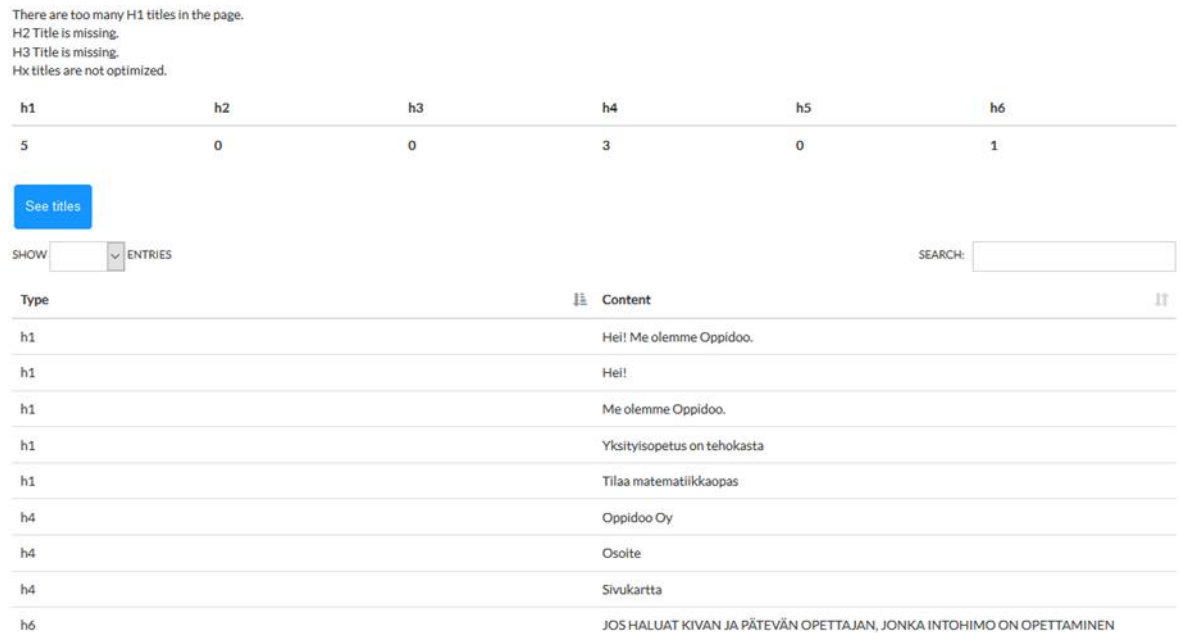 There are too many H1 titles in the page.
H2 Title is missing.
H3 Title is missing.
Hx titles are not optimized.
h1 h2 h3 h4 h5 h6
5 0 0 3 0 1
See titles
SHOW ENTRIES SEARCH:
Type Content
h1 Hei! Me olemme Oppidoo.
h1 Hei!
h1 Me olemme Oppidoo.
h1 Yksityisopetus on tehokasta
h1 Tilaa matematiikkaopas
h4 Oppidoo Oy
h4 Osoite
h4 Sivukartta
h6 JOS HALUAT KIVAN JA PÄTEVÄN OPETTAJAN, JONKA INTOHIMO ON OPETTAMINEN